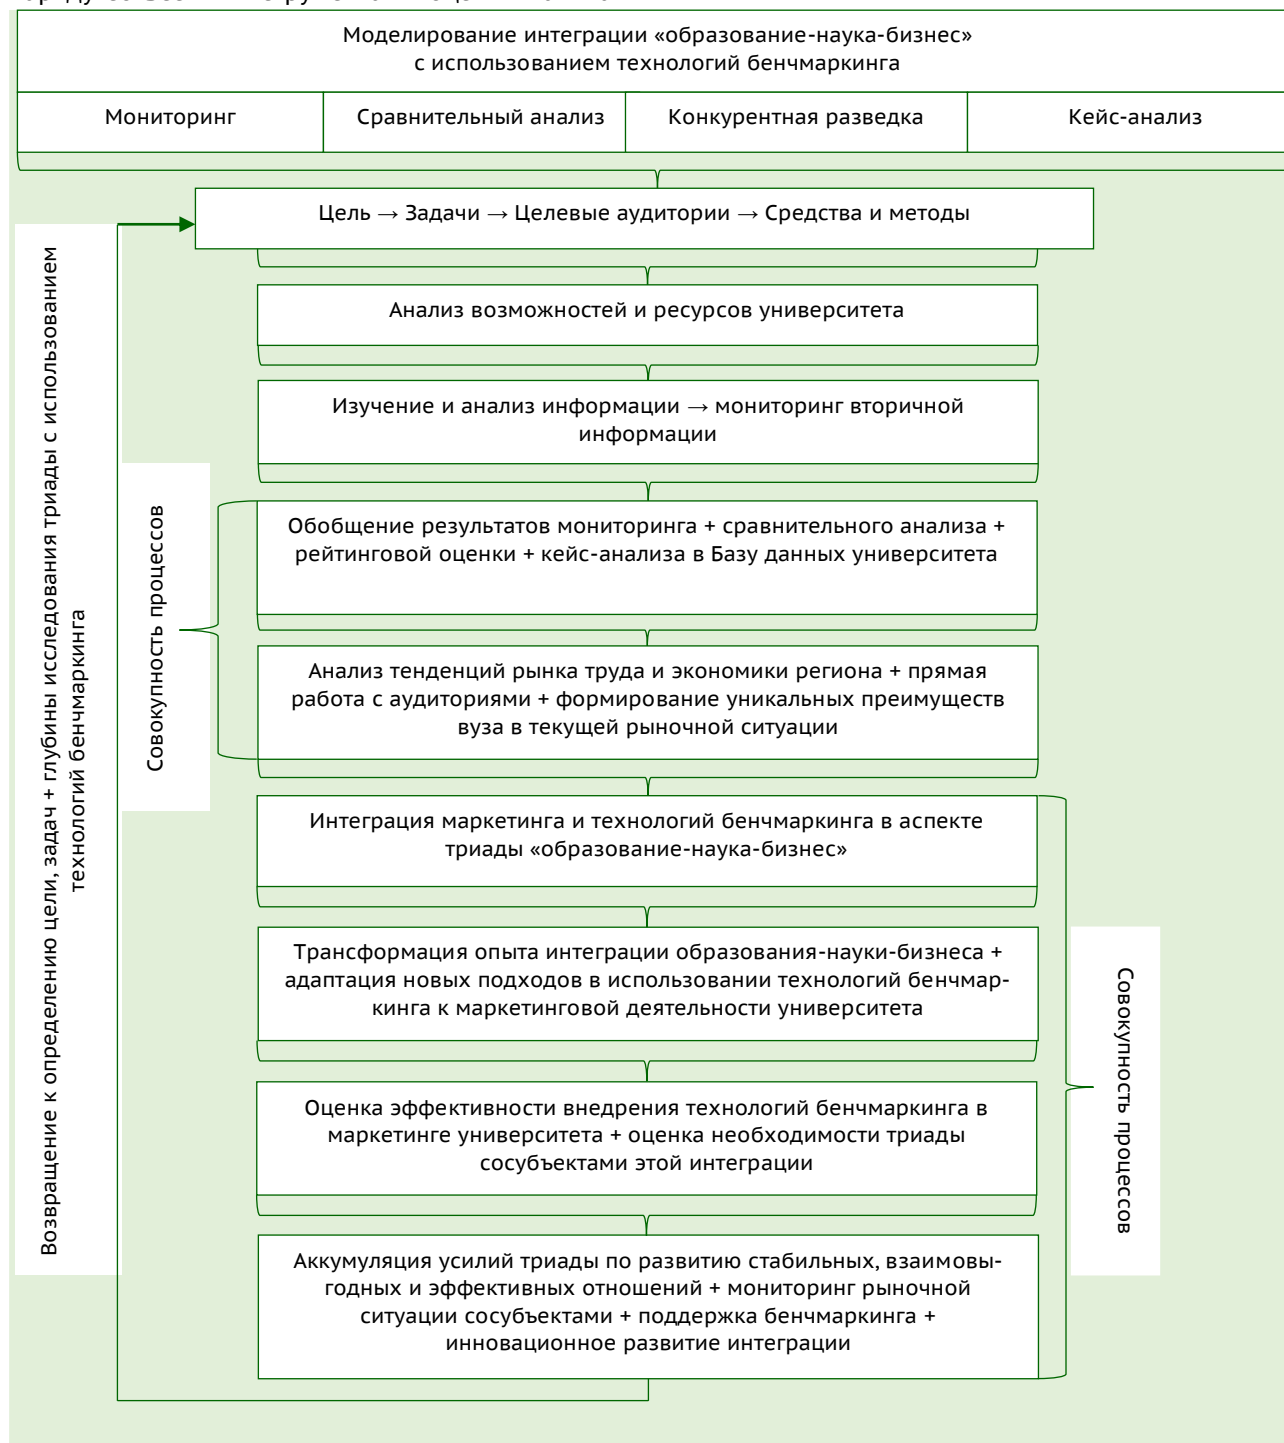 Моделирование интеграции «образование-наука-бизнес»
с использованием технологий бенчмаркинга
Мониторинг
Сравнительный анализ
Конкурентная разведка
Кейс-анализ
Цель → Задачи → Целевые аудитории → Средства и методы
Анализ возможностей и ресурсов университета
Изучение и анализ информации → мониторинг вторичной
информации
Обобщение результатов мониторинга + сравнительного анализа +
рейтинговой оценки + кейс-анализа в Базу данных университета
Анализ тенденций рынка труда и экономики региона + прямая
работа с аудиториями + формирование уникальных преимуществ
вуза в текущей рыночной ситуации
Интеграция маркетинга и технологий бенчмаркинга в аспекте
триады «образование-наука-бизнес»
Трансформация опыта интеграции образования-науки-бизнеса +
адаптация новых подходов в использовании технологий бенчмар-
кинга к маркетинговой деятельности университета
Оценка эффективности внедрения технологий бенчмаркинга в
маркетинге университета + оценка необходимости триады
сосубъектами этой интеграции
Аккумуляция усилий триады по развитию стабильных, взаимовы-
годных и эффективных отношений + мониторинг рыночной
ситуации сосубъектами + поддержка бенчмаркинга +
инновационное развитие интеграции
Возвращение к определению цели, задач + глубины исследования триады с использованием
технологий бенчмаркинга
Совокупность процессов
Совокупность процессов